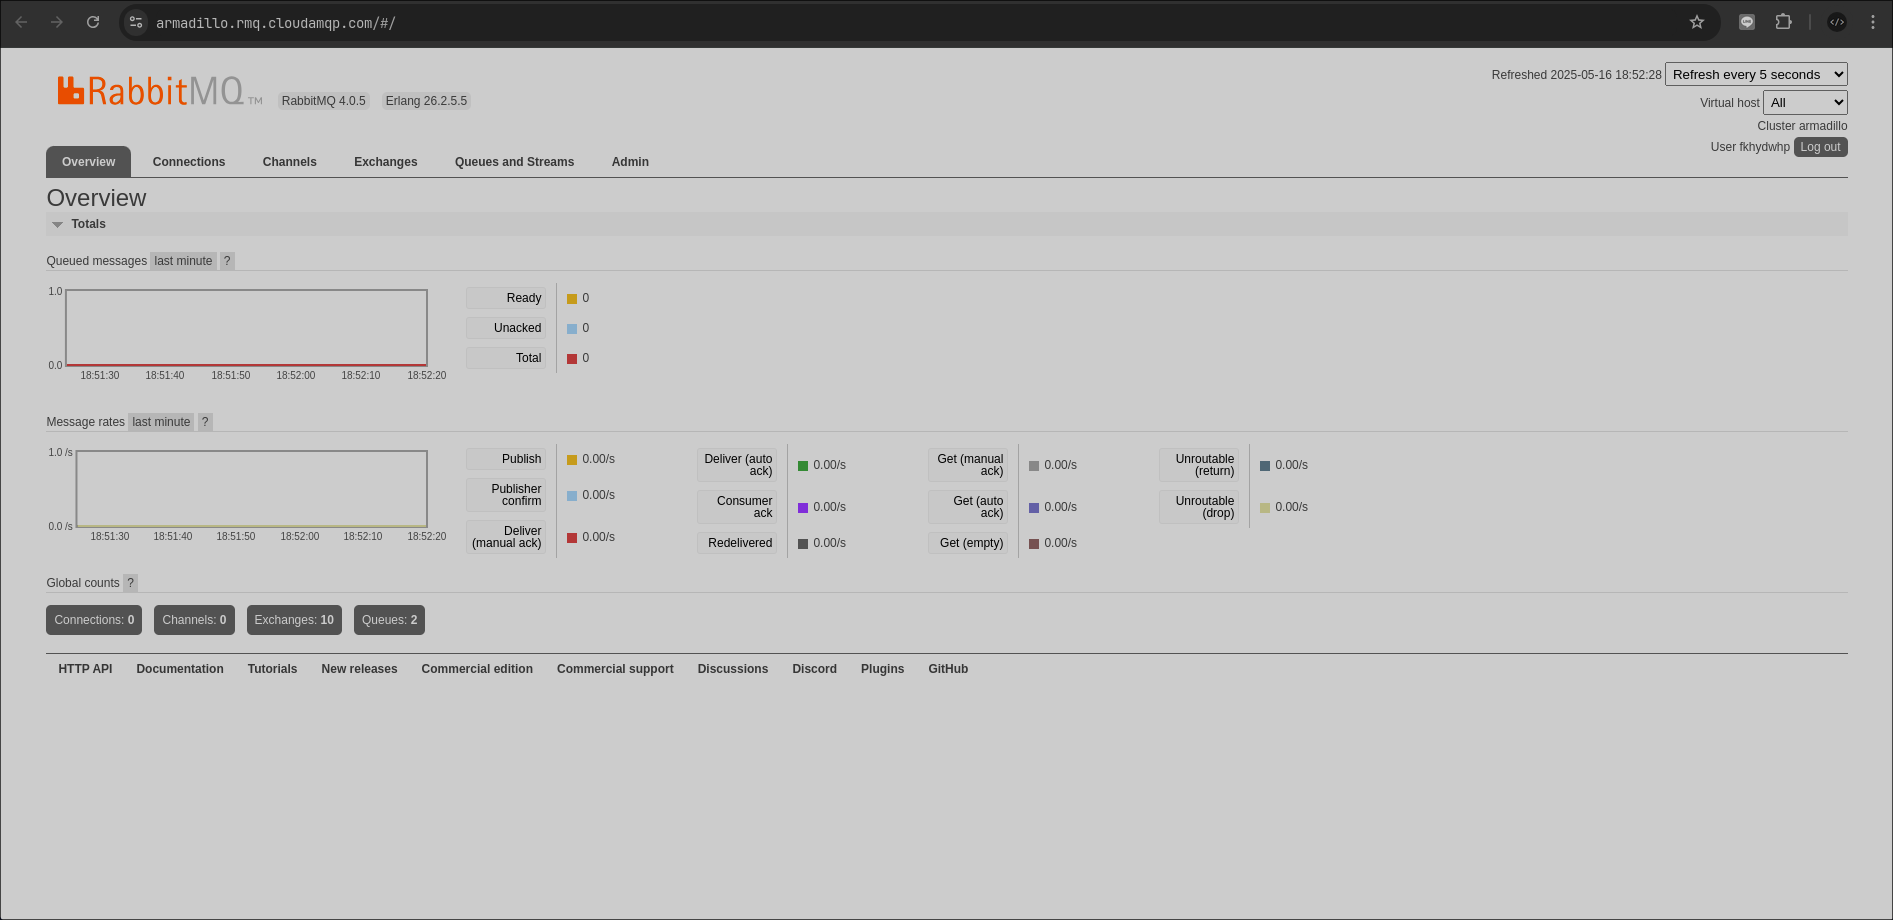 armadillo.rmq.cloudamqp.com/#/
RabbitMQ TM
RabbitMQ 4.0.5 Erlang 26.2.5.5
Refreshed 2025-05-16 18:52:28 Refresh every 5 seconds
Virtual host All
Cluster armadillo
User fkhydwhp Log out
Overview Connections Channels Exchanges Queues and Streams Admin
Overview
Totals
Queued messages last minute ?
1.0
0.0
18:51:30 18:51:40 18:51:50 18:52:00 18:52:10 18:52:20
Ready 0
Unacked 0
Total 0
Message rates last minute ?
1.0 /s
0.0 /s
18:51:30 18:51:40 18:51:50 18:52:00 18:52:10 18:52:20
Publish 0.00/s
Publisher
confirm 0.00/s
Deliver
(manual ack) 0.00/s
Deliver (auto
ack) 0.00/s
Consumer
ack 0.00/s
Redelivered 0.00/s
Get (manual
ack) 0.00/s
Get (auto
ack) 0.00/s
Get (empty) 0.00/s
Unroutable
(return) 0.00/s
Unroutable
(drop) 0.00/s
Global counts ?
Connections: 0 Channels: 0 Exchanges: 10 Queues: 2
HTTP API Documentation Tutorials New releases Commercial edition Commercial support Discussions Discord Plugins GitHub